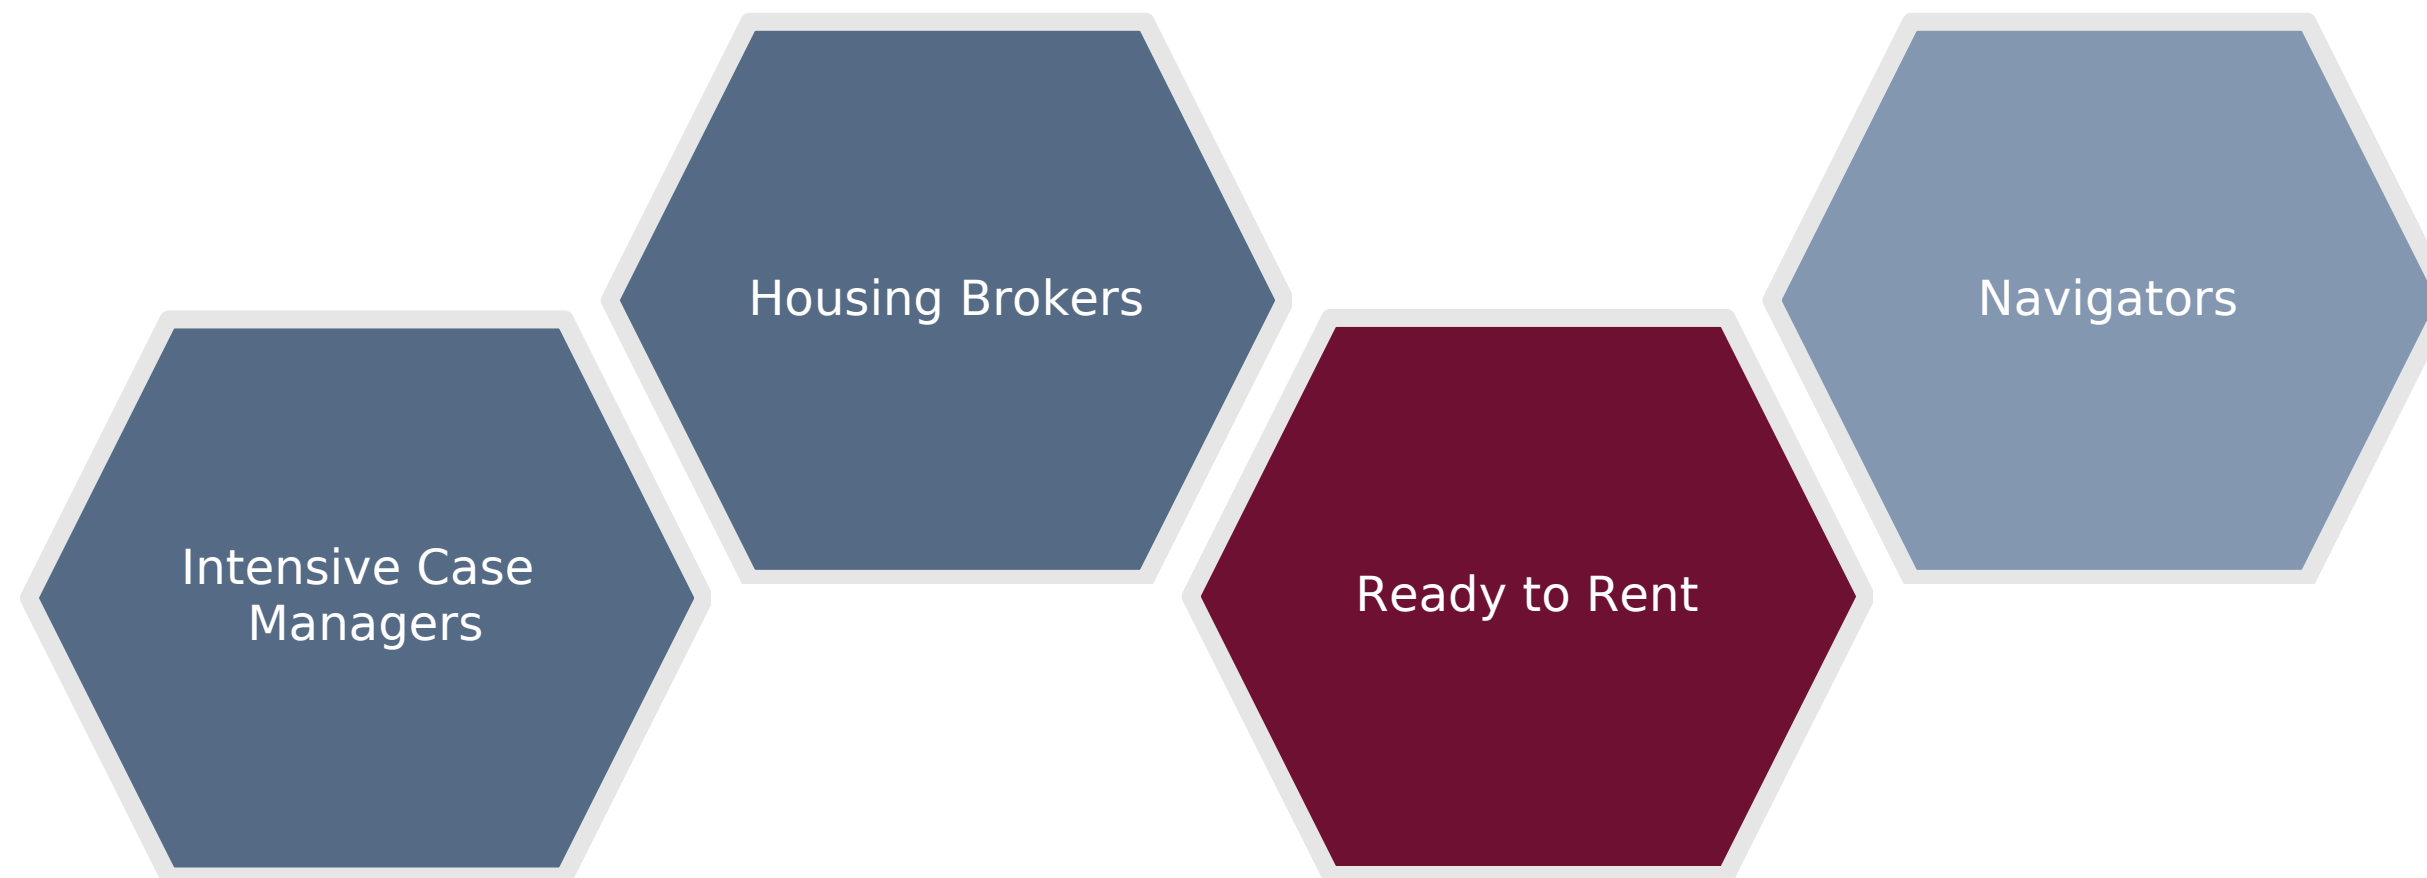 Intensive Case
Managers
Housing Brokers
Ready to Rent
Navigators